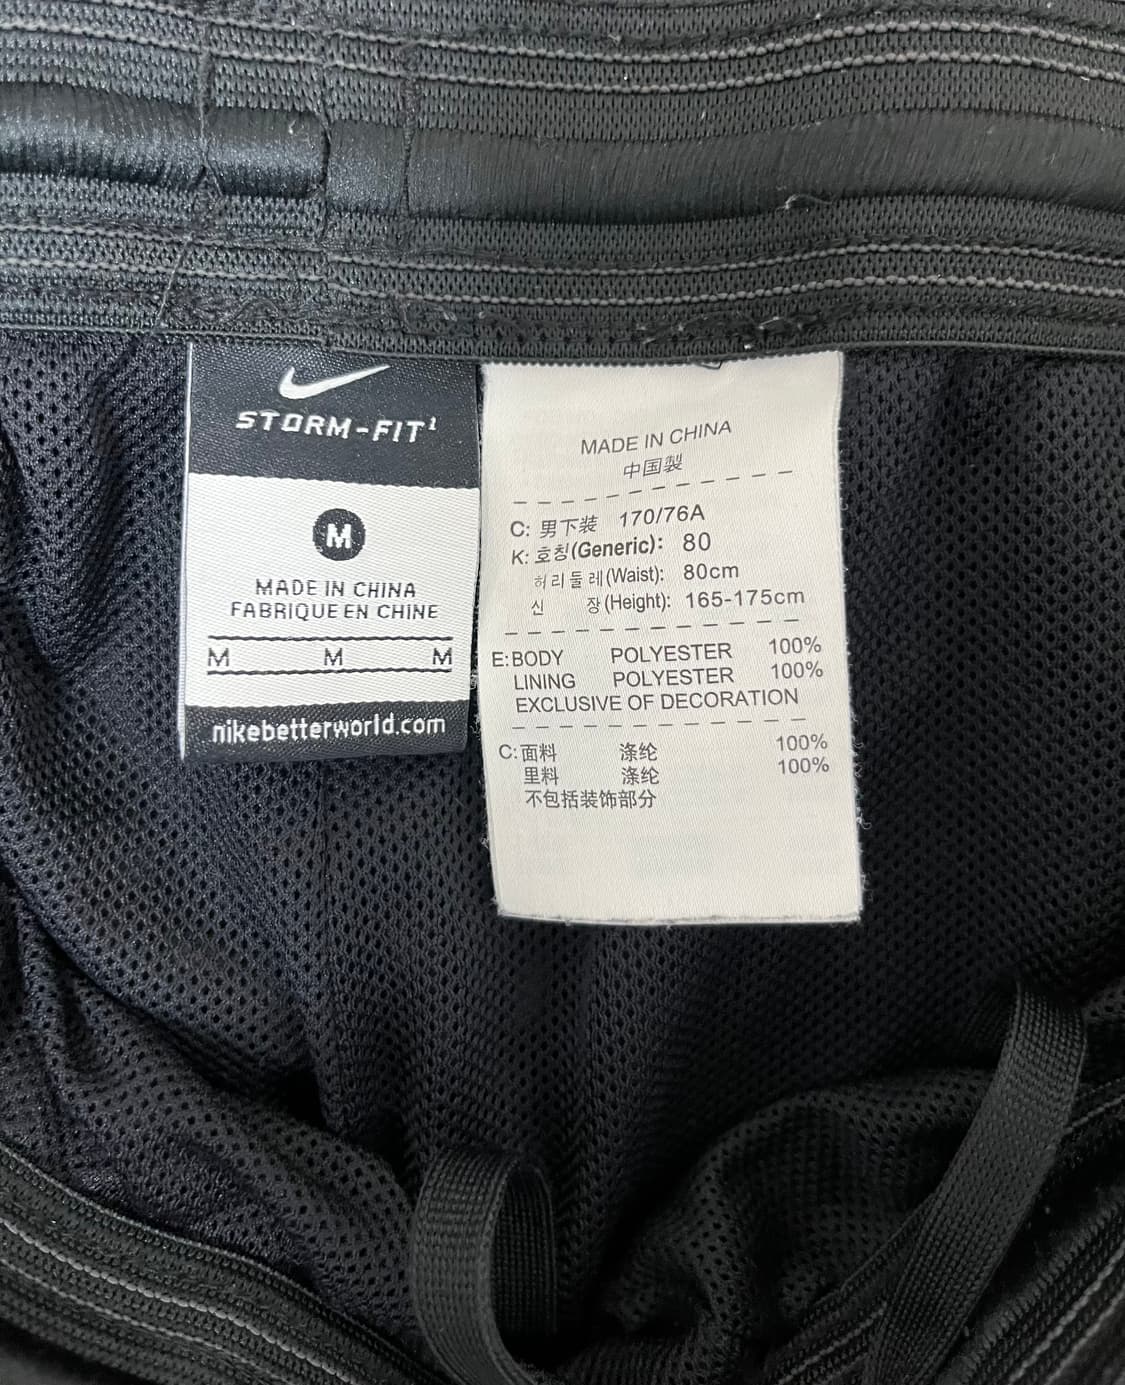 STORM-FIT¹
M
MADE IN CHINA
FABRIQUE EN CHINE
M M M
nikebetterworld.com
MADE IN CHINA
中国製
C: 男下装 170/76A
K: 호칭(Generic): 80
허리둘레(Waist): 80cm
신 장(Height): 165-175cm
E: BODY POLYESTER 100%
LINING POLYESTER 100%
EXCLUSIVE OF DECORATION
C: 面料 涤纶 100%
里料 涤纶 100%
不包括装饰部分